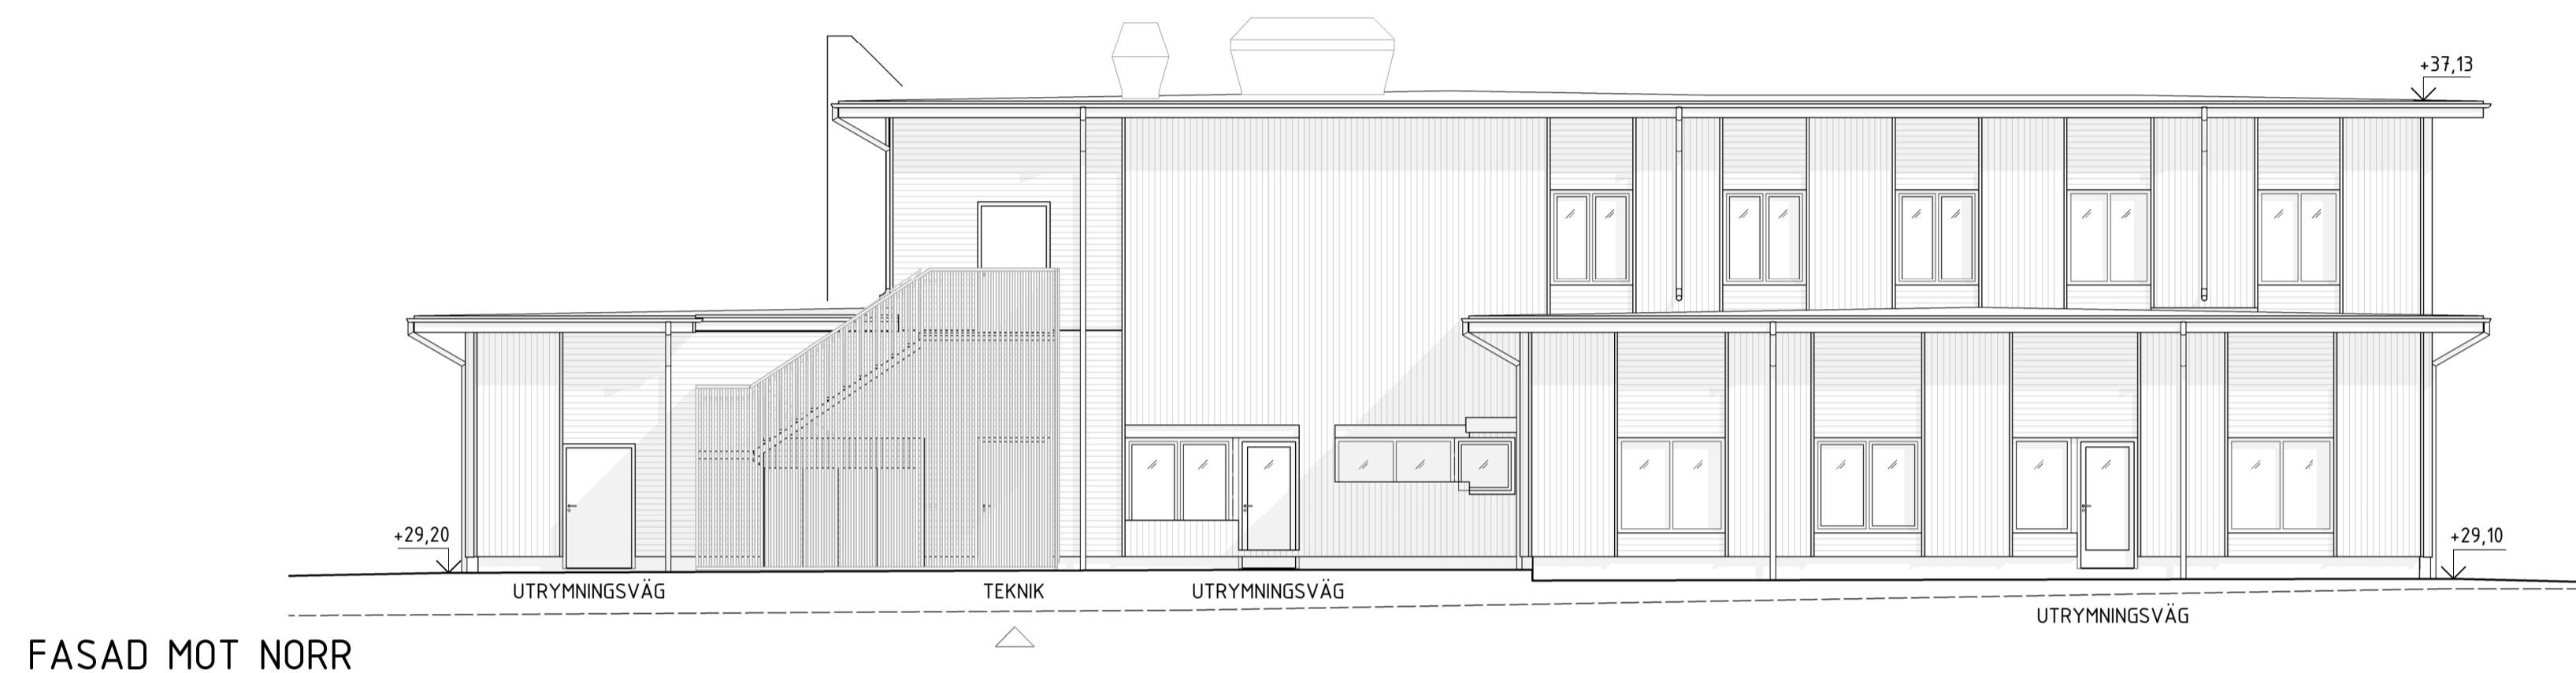 +37,13
+29,20
+29,10
UTRYMNINGSVÄG
TEKNIK
UTRYMNINGSVÄG
UTRYMNINGSVÄG
FASAD MOT NORR